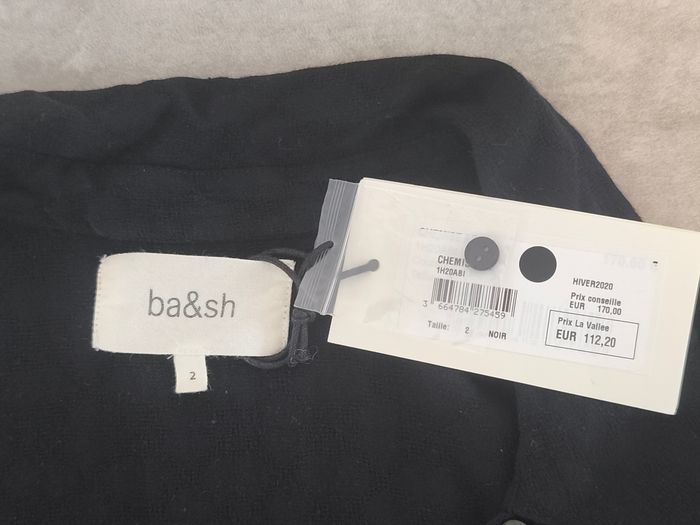 ba&sh
2
CHEMIS
1H20ABI
3 664784 275459
Taille: 2 NOIR
HIVER2020
Prix conseille
EUR 170,00
Prix La Vallee
EUR 112,20